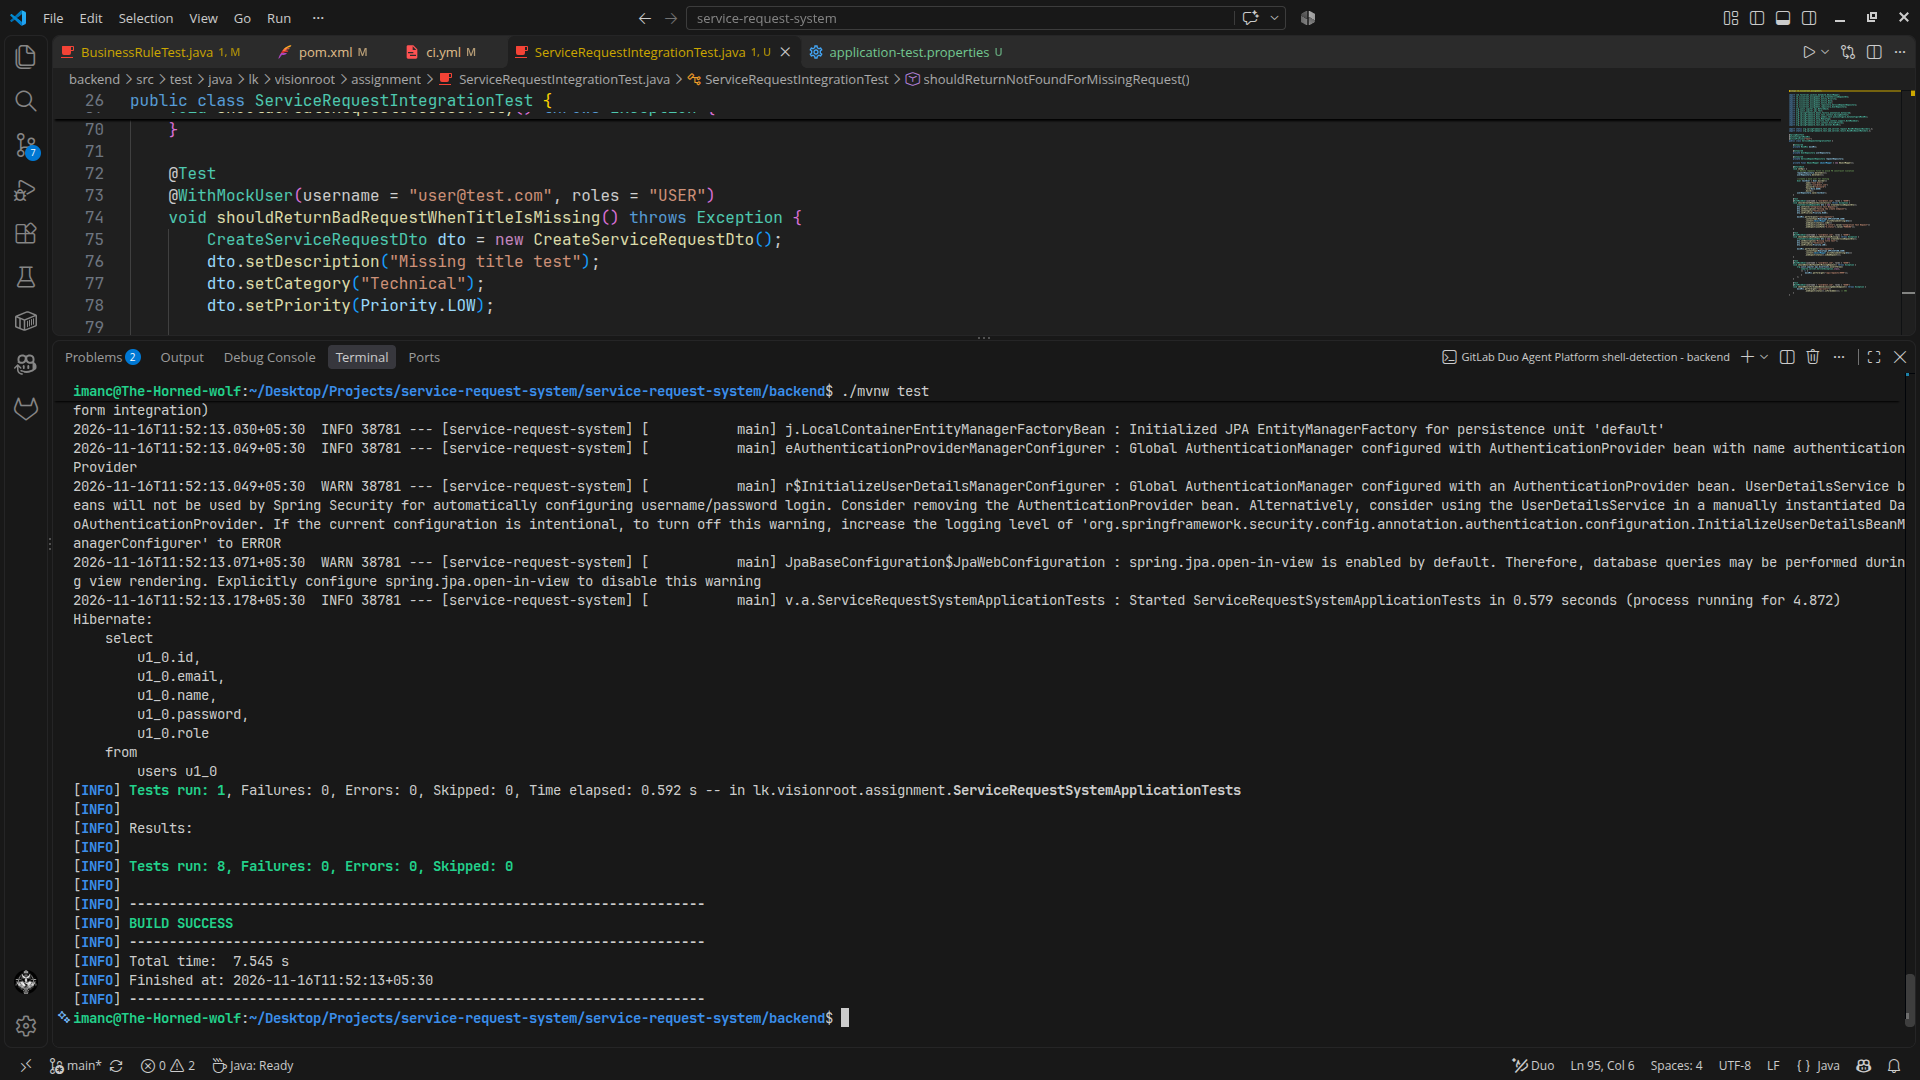 File Edit Selection View Go Run ···
service-request-system
BusinessRuleTest.java 1, M
pom.xml M
ci.yml M
ServiceRequestIntegrationTest.java 1, U
application-test.properties U
backend > src > test > java > lk > visionroot > assignment > ServiceRequestIntegrationTest.java > ServiceRequestIntegrationTest > shouldReturnNotFoundForMissingRequest()
26 public class ServiceRequestIntegrationTest {
70 }
71
72 @Test
73 @WithMockUser(username = "user@test.com", roles = "USER")
74 void shouldReturnBadRequestWhenTitleIsMissing() throws Exception {
75 CreateServiceRequestDto dto = new CreateServiceRequestDto();
76 dto.setDescription("Missing title test");
77 dto.setCategory("Technical");
78 dto.setPriority(Priority.LOW);
79
7
Problems 2 Output Debug Console Terminal Ports
GitLab Duo Agent Platform shell-detection - backend
imanc@The-Horned-wolf:~/Desktop/Projects/service-request-system/service-request-system/backend$ ./mvnw test
form integration)
2026-11-16T11:52:13.030+05:30  INFO 38781 --- [service-request-system] [           main] j.LocalContainerEntityManagerFactoryBean : Initialized JPA EntityManagerFactory for persistence unit 'default'
2026-11-16T11:52:13.049+05:30  INFO 38781 --- [service-request-system] [           main] eAuthenticationProviderManagerConfigurer : Global AuthenticationManager configured with AuthenticationProvider bean with name authentication
Provider
2026-11-16T11:52:13.049+05:30  WARN 38781 --- [service-request-system] [           main] r$InitializeUserDetailsManagerConfigurer : Global AuthenticationManager configured with an AuthenticationProvider bean. UserDetailsService b
eans will not be used by Spring Security for automatically configuring username/password login. Consider removing the AuthenticationProvider bean. Alternatively, consider using the UserDetailsService in a manually instantiated Da
oAuthenticationProvider. If the current configuration is intentional, to turn off this warning, increase the logging level of 'org.springframework.security.config.annotation.authentication.configuration.InitializeUserDetailsBeanM
anagerConfigurer' to ERROR
2026-11-16T11:52:13.071+05:30  WARN 38781 --- [service-request-system] [           main] JpaBaseConfiguration$JpaWebConfiguration : spring.jpa.open-in-view is enabled by default. Therefore, database queries may be performed durin
g view rendering. Explicitly configure spring.jpa.open-in-view to disable this warning
2026-11-16T11:52:13.178+05:30  INFO 38781 --- [service-request-system] [           main] v.a.ServiceRequestSystemApplicationTests : Started ServiceRequestSystemApplicationTests in 0.579 seconds (process running for 4.872)
Hibernate:
select
u1_0.id,
u1_0.email,
u1_0.name,
u1_0.password,
u1_0.role
from
users u1_0
[INFO] Tests run: 1, Failures: 0, Errors: 0, Skipped: 0, Time elapsed: 0.592 s -- in lk.visionroot.assignment.ServiceRequestSystemApplicationTests
[INFO]
[INFO] Results:
[INFO]
[INFO] Tests run: 8, Failures: 0, Errors: 0, Skipped: 0
[INFO]
[INFO] ------------------------------------------------------------------------
[INFO] BUILD SUCCESS
[INFO] ------------------------------------------------------------------------
[INFO] Total time:  7.545 s
[INFO] Finished at: 2026-11-16T11:52:13+05:30
[INFO] ------------------------------------------------------------------------
imanc@The-Horned-wolf:~/Desktop/Projects/service-request-system/service-request-system/backend$
main* 0 2 Java: Ready
Duo Ln 95, Col 6 Spaces: 4 UTF-8 LF {} Java